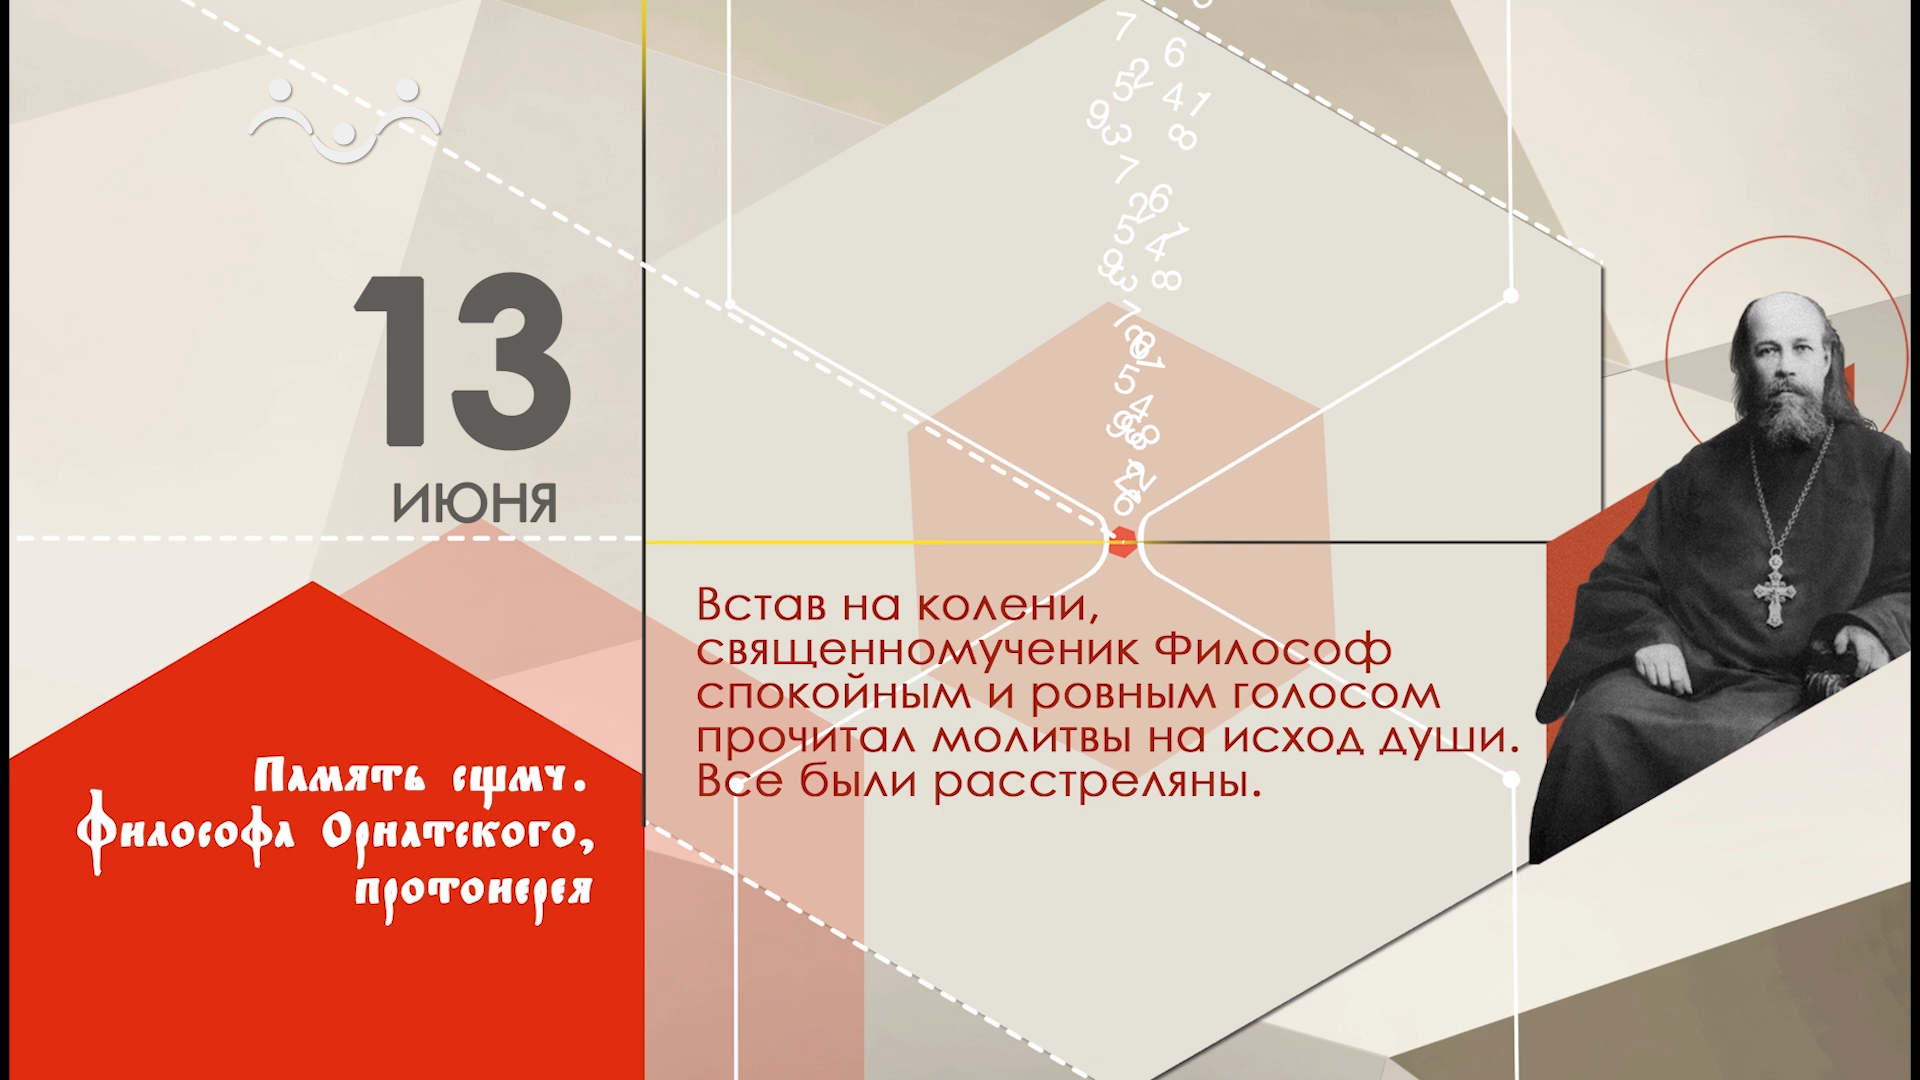 13
ИЮНЯ
Память сщмч.
Философа Орнатского,
протоиерея
Встав на колени,
священномученик Философ
спокойным и ровным голосом
прочитал молитвы на исход души.
Все были расстреляны.